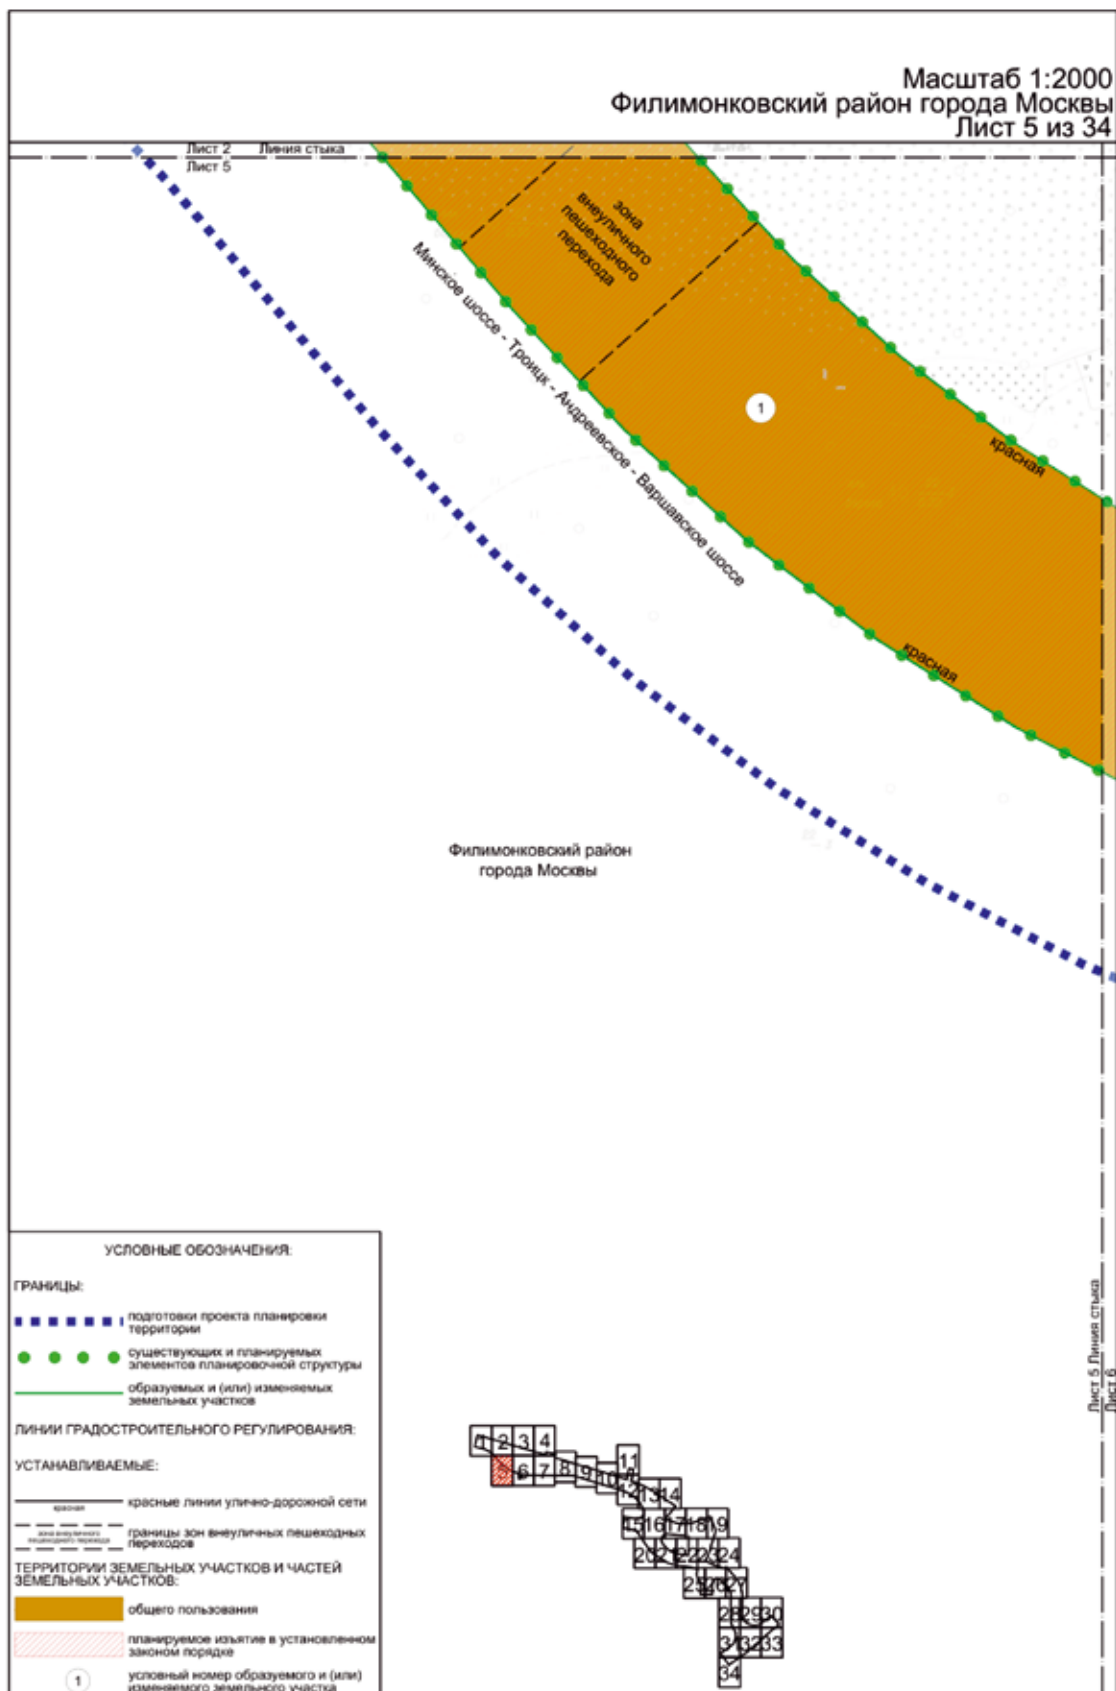 Масштаб 1:2000
Филимонковский район города Москвы
Лист 5 из 34
Лист 2 Линия стыка
Лист 5
зона
внеуличного
пешеходного
перехода
Минское шоссе - Троицк - Андреевское - Варшавское шоссе
1
красная
красная
Филимонковский район
города Москвы
Лист 5 Линия стыка
Лист 6
УСЛОВНЫЕ ОБОЗНАЧЕНИЯ:
ГРАНИЦЫ:
подготовки проекта планировки
территории
существующих и планируемых
элементов планировочной структуры
образуемых и (или) изменяемых
земельных участков
ЛИНИИ ГРАДОСТРОИТЕЛЬНОГО РЕГУЛИРОВАНИЯ:
УСТАНАВЛИВАЕМЫЕ:
красная
красные линии улично-дорожной сети
зона внеуличного
пешеходного перехода
границы зон внеуличных пешеходных
переходов
ТЕРРИТОРИИ ЗЕМЕЛЬНЫХ УЧАСТКОВ И ЧАСТЕЙ
ЗЕМЕЛЬНЫХ УЧАСТКОВ:
общего пользования
планируемое изъятие в установленном
законом порядке
1
условный номер образуемого и (или)
изменяемого земельного участка
1 2 3 4
5 6 7 8 9 10 11
12 13 14
15 16 17 18 19
20 21 22 23 24
25 26 27
28 29 30
31 32 33
34